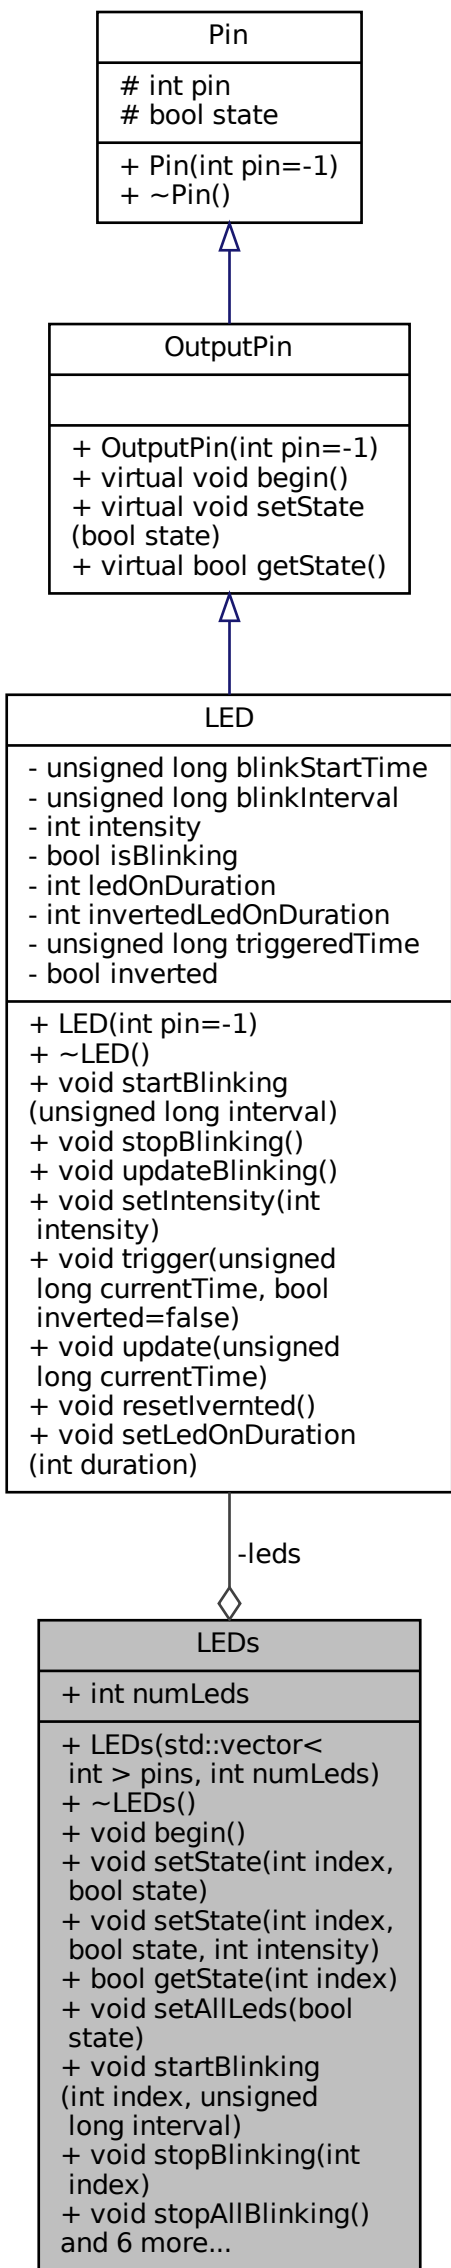 Pin
# int pin
# bool state
+ Pin(int pin=-1)
+ ~Pin()
OutputPin
+ OutputPin(int pin=-1)
+ virtual void begin()
+ virtual void setState
(bool state)
+ virtual bool getState()
LED
- unsigned long blinkStartTime
- unsigned long blinkInterval
- int intensity
- bool isBlinking
- int ledOnDuration
- int invertedLedOnDuration
- unsigned long triggeredTime
- bool inverted
+ LED(int pin=-1)
+ ~LED()
+ void startBlinking
(unsigned long interval)
+ void stopBlinking()
+ void updateBlinking()
+ void setIntensity(int
intensity)
+ void trigger(unsigned
long currentTime, bool
inverted=false)
+ void update(unsigned
long currentTime)
+ void resetIvernted()
+ void setLedOnDuration
(int duration)
-leds
LEDs
+ int numLeds
+ LEDs(std::vector<
int > pins, int numLeds)
+ ~LEDs()
+ void begin()
+ void setState(int index,
bool state)
+ void setState(int index,
bool state, int intensity)
+ bool getState(int index)
+ void setAllLeds(bool
state)
+ void startBlinking
(int index, unsigned
long interval)
+ void stopBlinking(int
index)
+ void stopAllBlinking()
and 6 more...